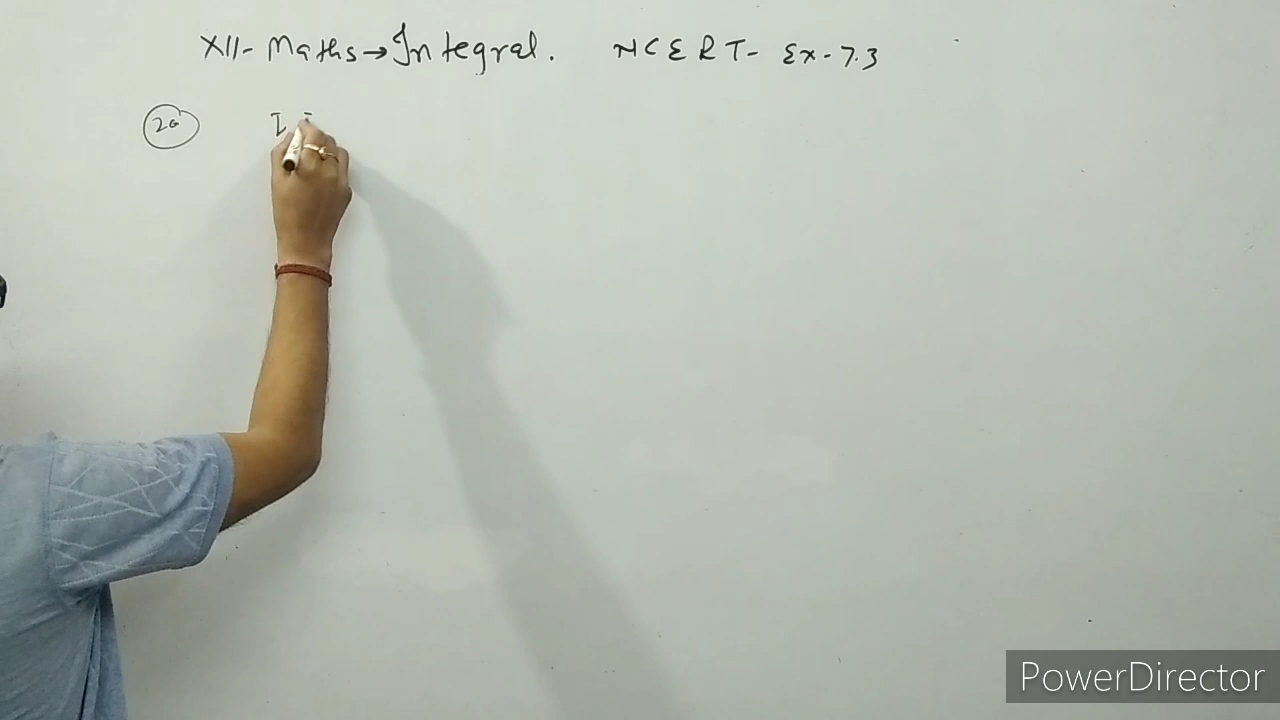 XII- Maths→Integral. NCERT- Ex-7.3
20 I =
PowerDirector